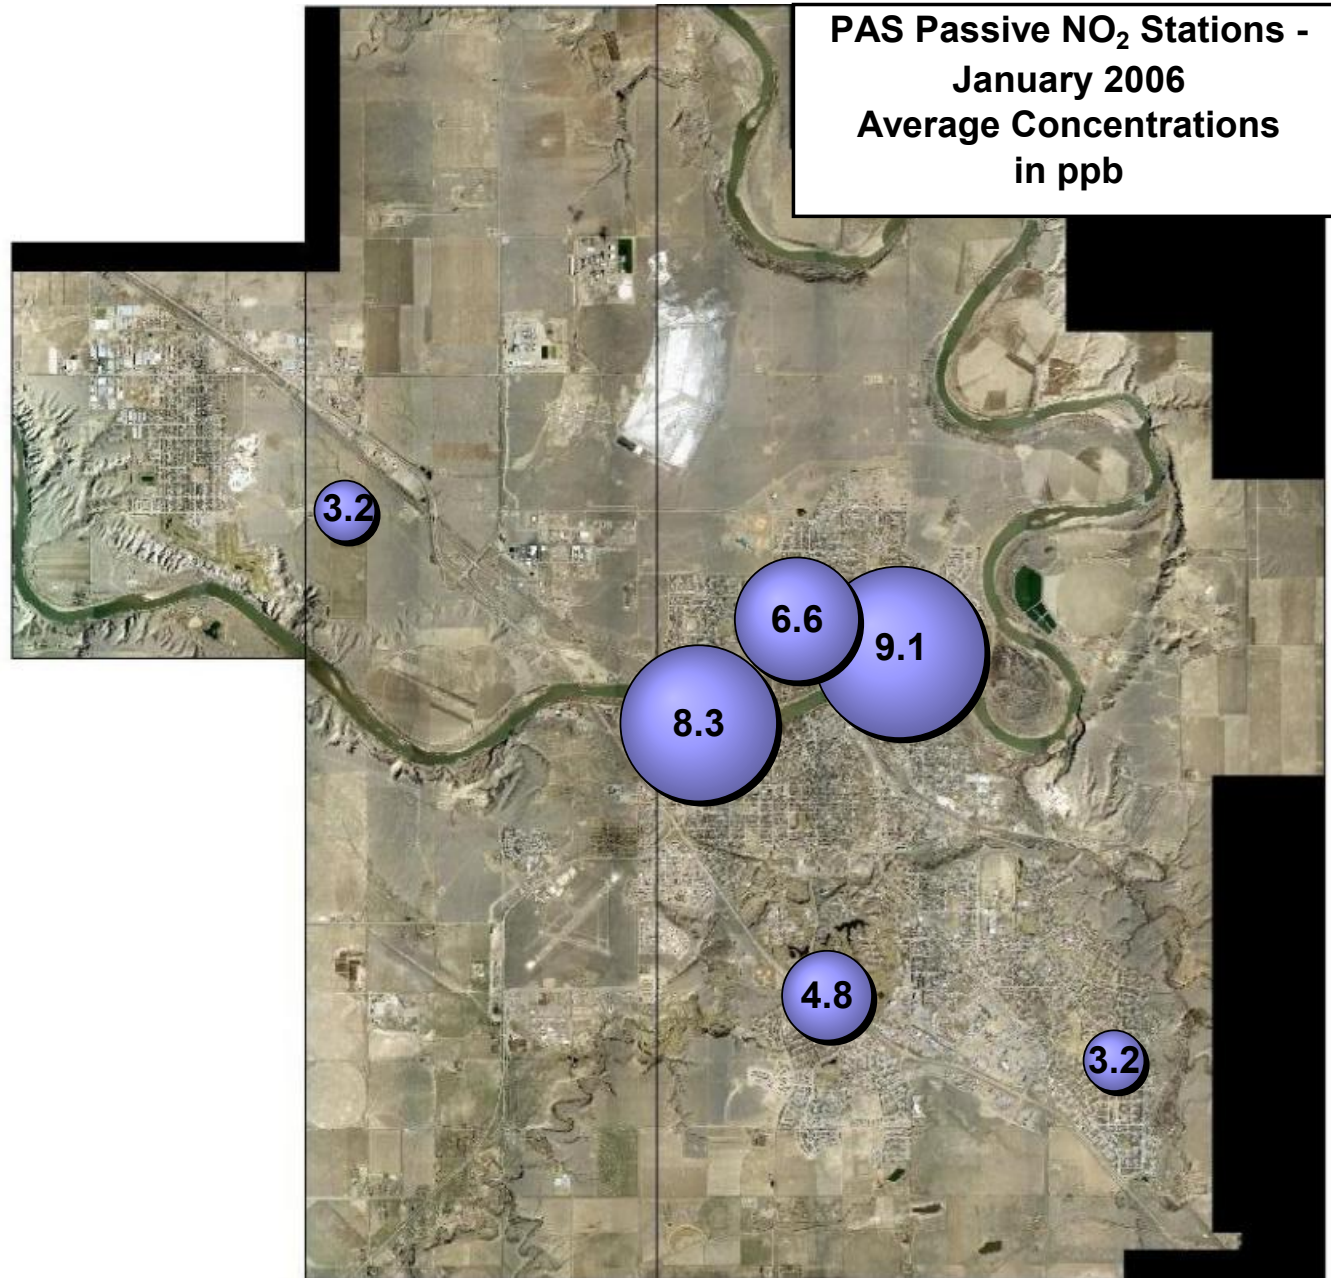 PAS Passive NO₂ Stations -
January 2006
Average Concentrations
in ppb
3.2
6.6
9.1
8.3
4.8
3.2